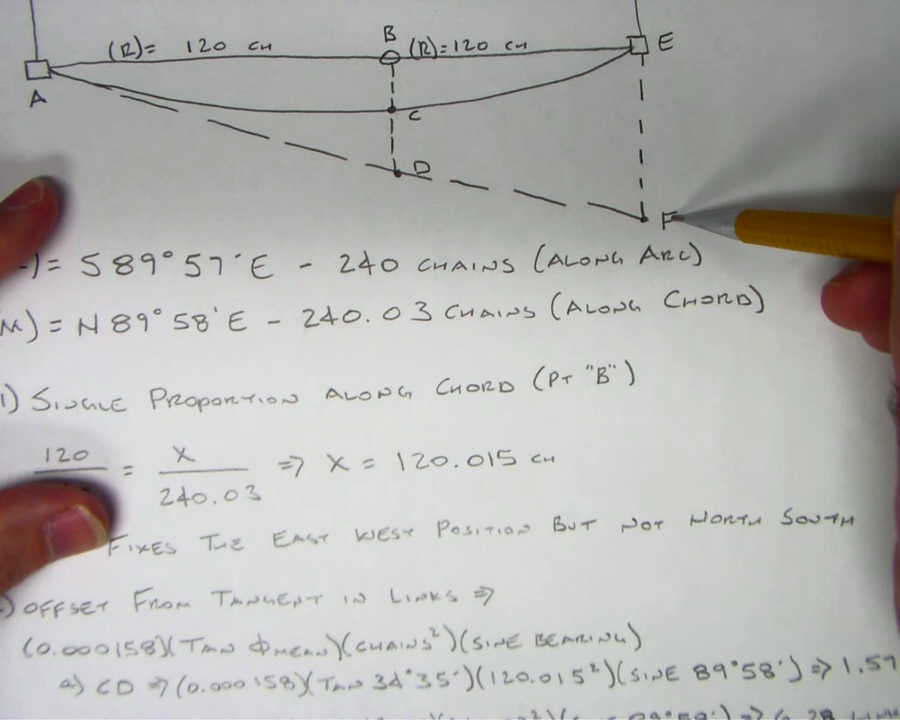 B
(R)= 120 CH
(R)=120 CH
E
A
C
D
F
)= S 89°57'E - 240 CHAINS (ALONG ARC)
M) = N 89°58'E - 240.03 CHAINS (ALONG CHORD)
1) SINGLE PROPORTION ALONG CHORD (PT "B")
120 = X / 240.03 => X = 120.015 CH
FIXES THE EAST WEST POSITION BUT NOT NORTH SOUTH
) OFFSET FROM TANGENT IN LINKS =>
(0.000158)(TAN ΦMEAN)(CHAINS²)(SINE BEARING)
a) CD => (0.000158)(TAN 34°35')(120.015²)(SINE 89°58') => 1.57